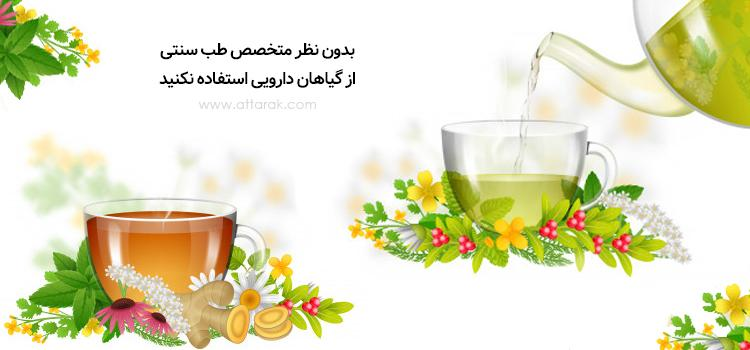 بدون نظر متخصص طب سنتی
از گیاهان دارویی استفاده نکنید
www.attarak.com